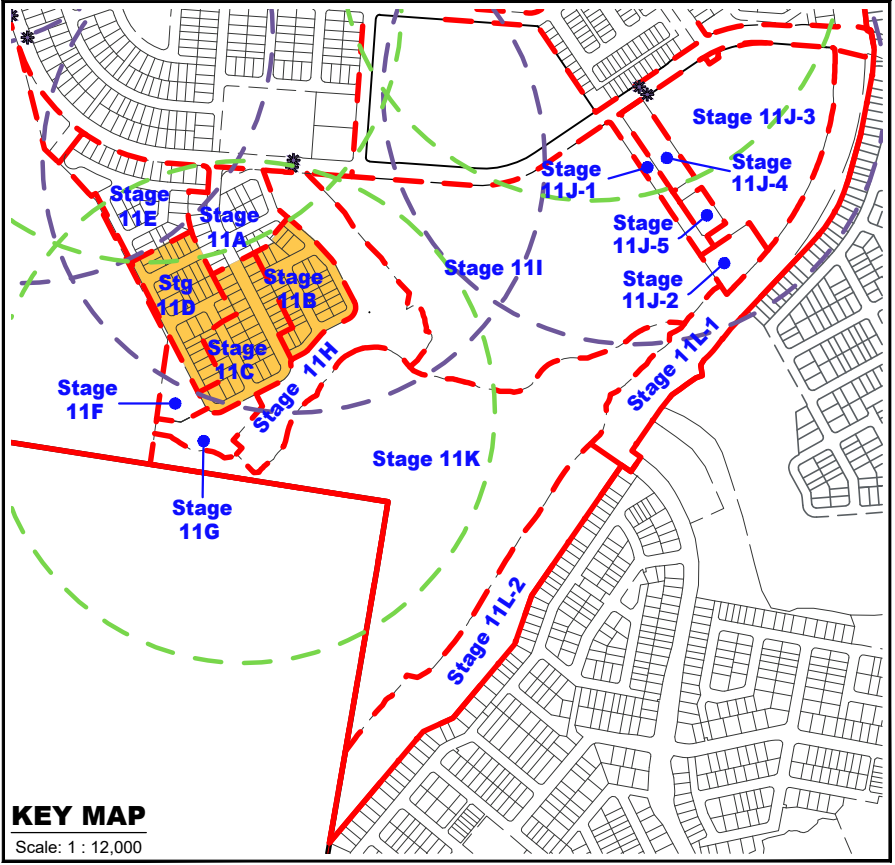 Stage 11J-3
Stage
11J-1
Stage
11J-4
Stage
11E
Stage
11A
Stage
11J-5
Stage 11I
Stage
11J-2
Stg
11D
Stage
11B
Stage
11C
Stage 11H
Stage 11L-1
Stage
11F
Stage 11K
Stage
11G
Stage 11L-2
KEY MAP
Scale: 1 : 12,000